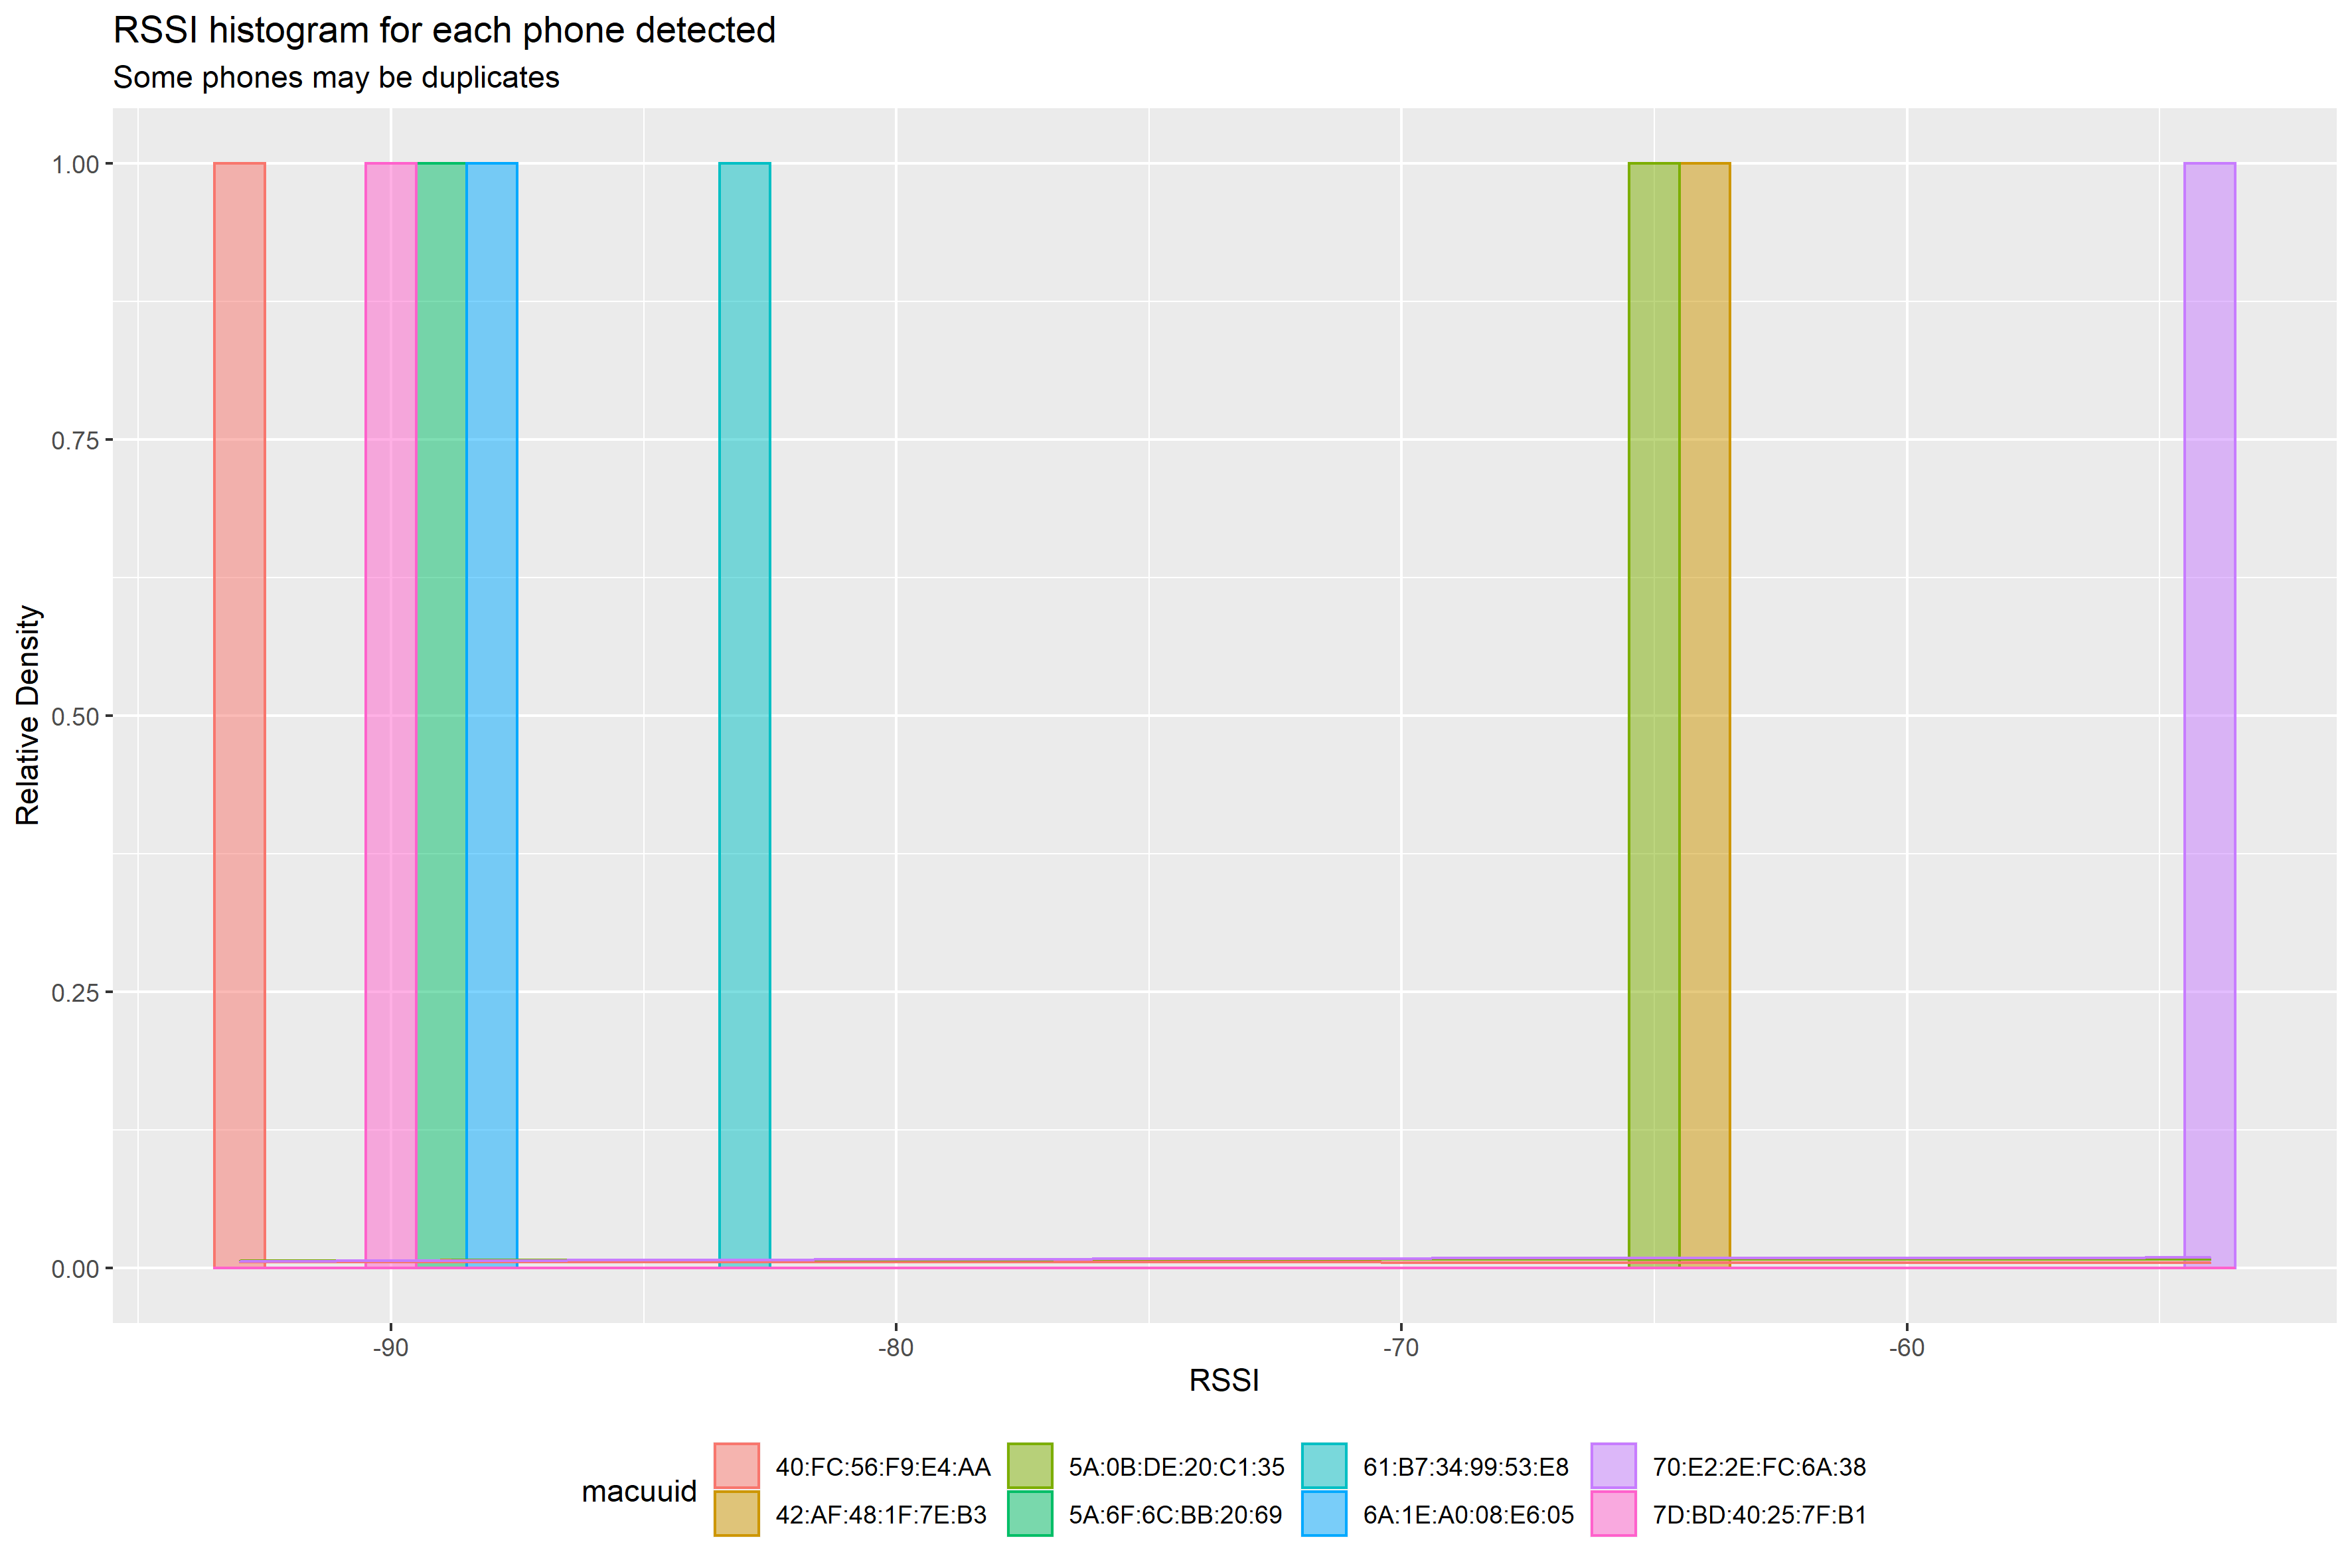 RSSI histogram for each phone detected
Some phones may be duplicates
Relative Density
1.00
0.75
0.50
0.25
0.00
-90 -80 -70 -60
RSSI
macuuid
40:FC:56:F9:E4:AA 5A:0B:DE:20:C1:35 61:B7:34:99:53:E8 70:E2:2E:FC:6A:38
42:AF:48:1F:7E:B3 5A:6F:6C:BB:20:69 6A:1E:A0:08:E6:05 7D:BD:40:25:7F:B1